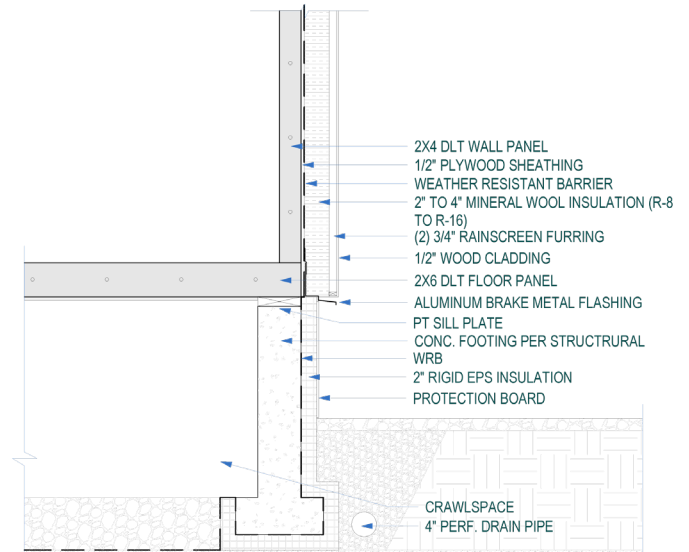 2X4 DLT WALL PANEL
1/2" PLYWOOD SHEATHING
WEATHER RESISTANT BARRIER
2" TO 4" MINERAL WOOL INSULATION (R-8
TO R-16)
(2) 3/4" RAINSCREEN FURRING
1/2" WOOD CLADDING
2X6 DLT FLOOR PANEL
ALUMINUM BRAKE METAL FLASHING
PT SILL PLATE
CONC. FOOTING PER STRUCTRURAL
WRB
2" RIGID EPS INSULATION
PROTECTION BOARD
CRAWLSPACE
4" PERF. DRAIN PIPE